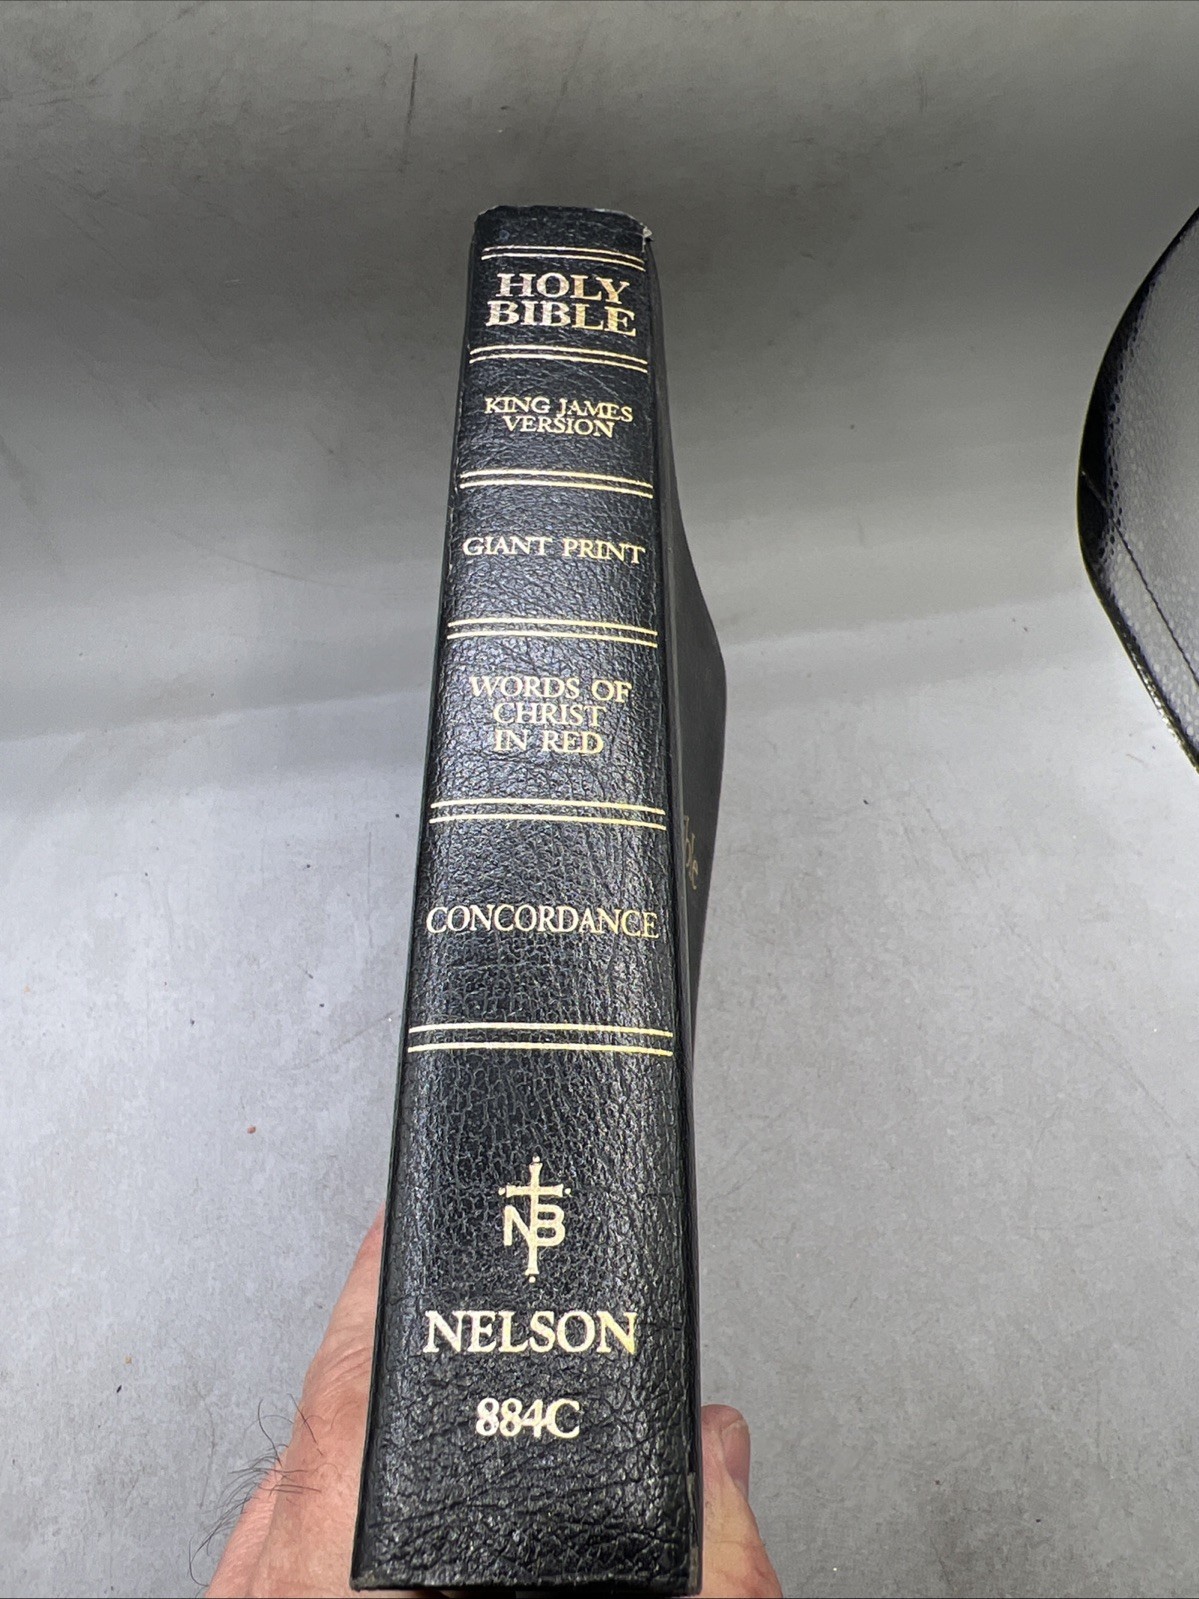 HOLY
BIBLE
KING JAMES
VERSION
GIANT PRINT
WORDS OF
CHRIST
IN RED
CONCORDANCE
NB
NELSON
884C